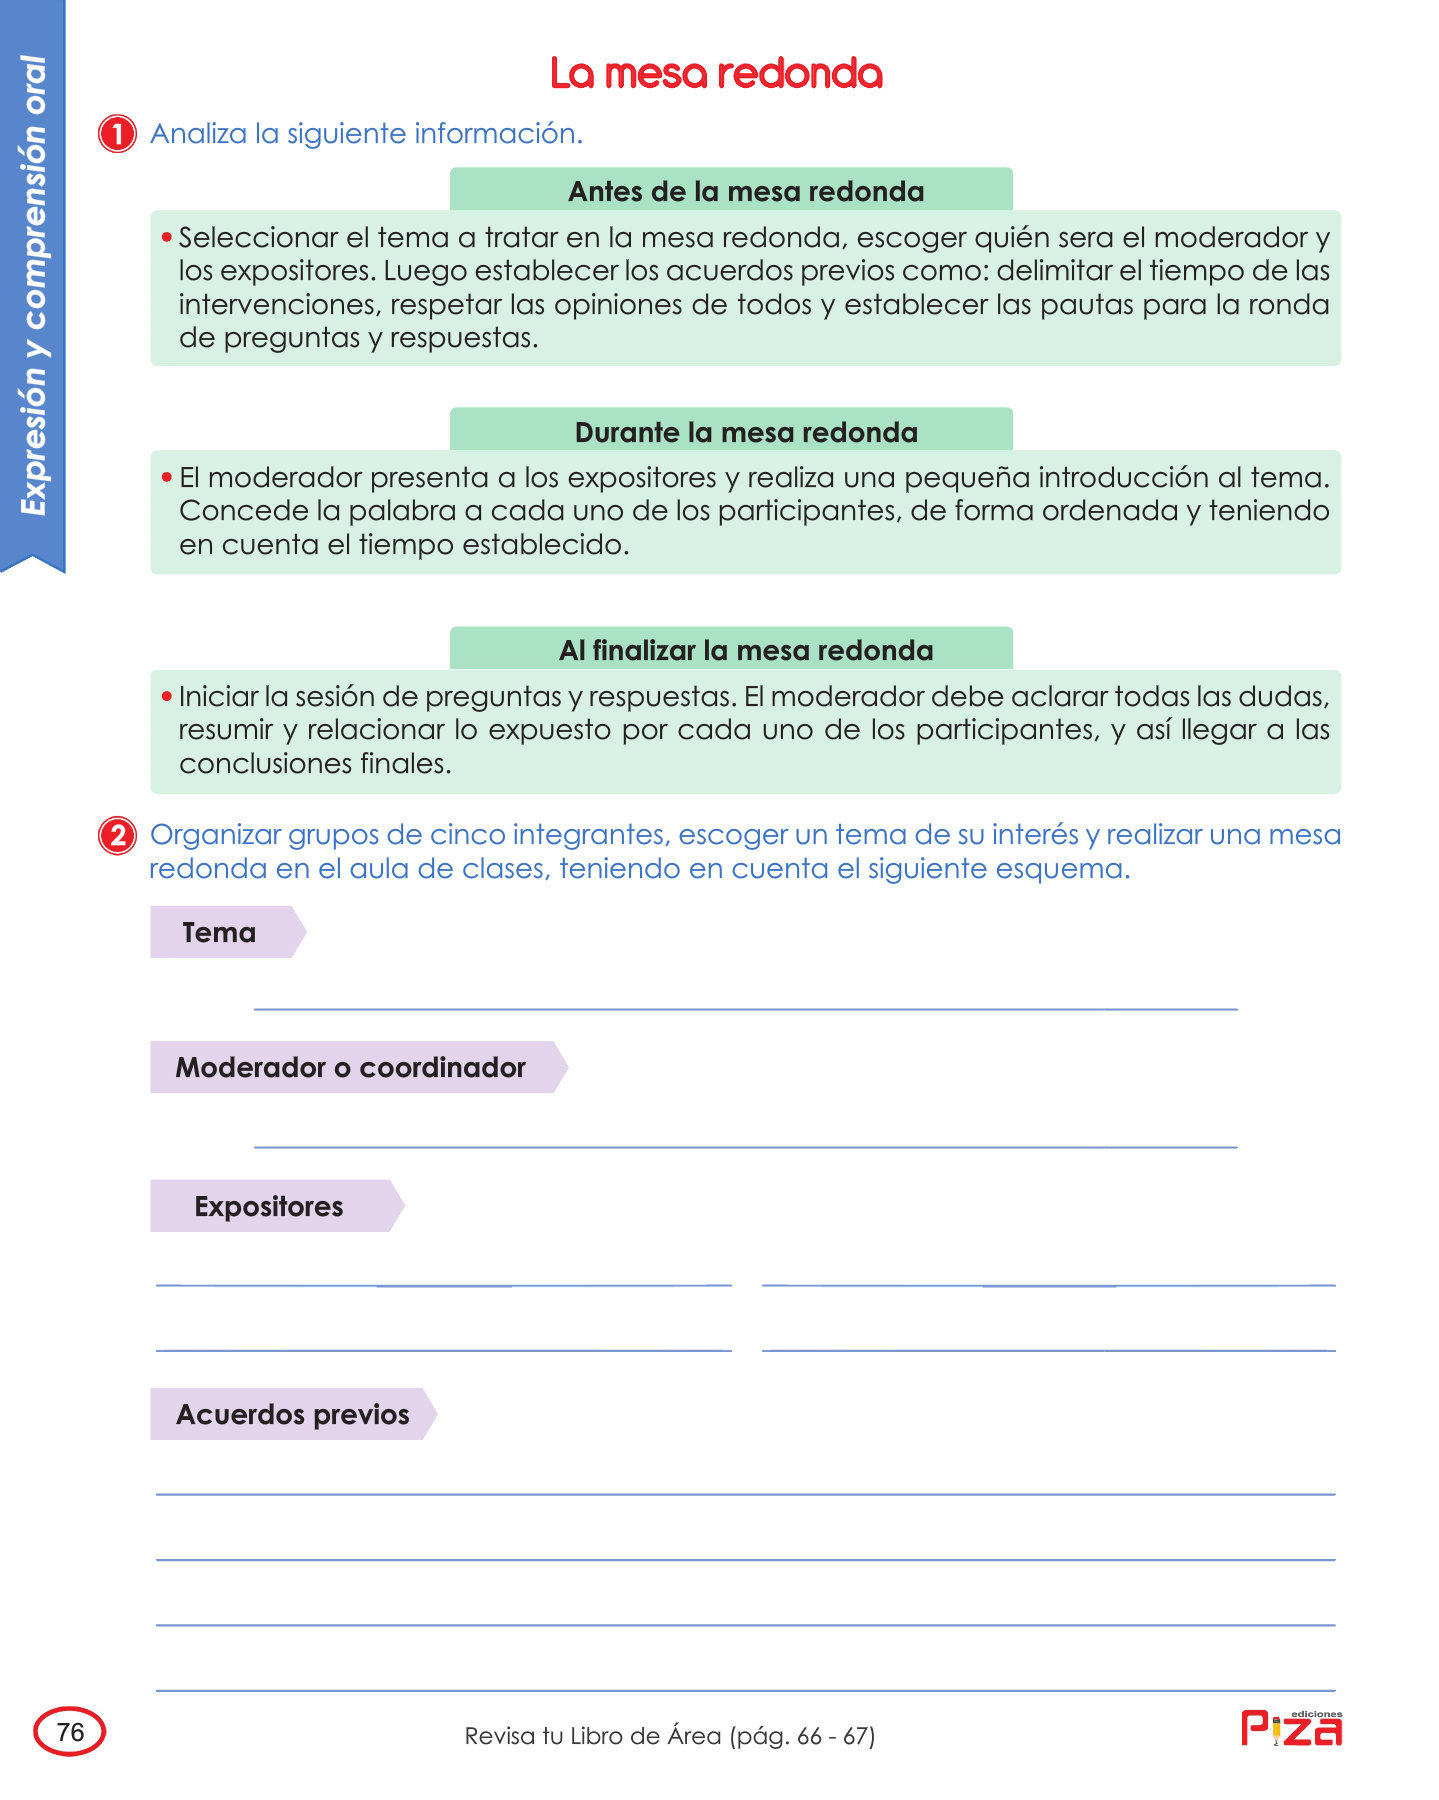 Expresión y comprensión oral
La mesa redonda
1 Analiza la siguiente información.
Antes de la mesa redonda
• Seleccionar el tema a tratar en la mesa redonda, escoger quién sera el moderador y
los expositores. Luego establecer los acuerdos previos como: delimitar el tiempo de las
intervenciones, respetar las opiniones de todos y establecer las pautas para la ronda
de preguntas y respuestas.
Durante la mesa redonda
• El moderador presenta a los expositores y realiza una pequeña introducción al tema.
Concede la palabra a cada uno de los participantes, de forma ordenada y teniendo
en cuenta el tiempo establecido.
Al finalizar la mesa redonda
• Iniciar la sesión de preguntas y respuestas. El moderador debe aclarar todas las dudas,
resumir y relacionar lo expuesto por cada uno de los participantes, y así llegar a las
conclusiones finales.
2 Organizar grupos de cinco integrantes, escoger un tema de su interés y realizar una mesa
redonda en el aula de clases, teniendo en cuenta el siguiente esquema.
Tema
Moderador o coordinador
Expositores
Acuerdos previos
76
Revisa tu Libro de Área (pág. 66 - 67)
ediciones
Piza